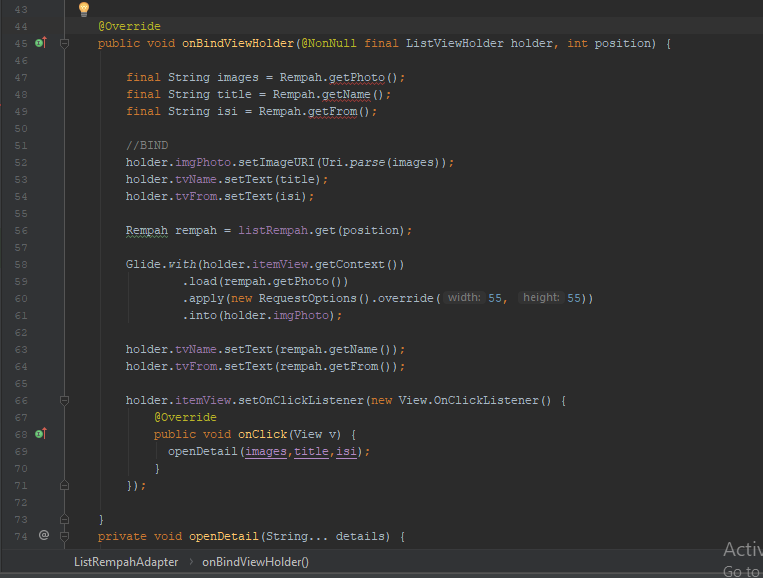 43
44 @Override
45 public void onBindViewHolder(@NonNull final ListViewHolder holder, int position) {
46
47 final String images = Rempah.getPhoto();
48 final String title = Rempah.getName();
49 final String isi = Rempah.getFrom();
50
51 //BIND
52 holder.imgPhoto.setImageURI(Uri.parse(images));
53 holder.tvName.setText(title);
54 holder.tvFrom.setText(isi);
55
56 Rempah rempah = listRempah.get(position);
57
58 Glide.with(holder.itemView.getContext())
59 .load(rempah.getPhoto())
60 .apply(new RequestOptions().override( width: 55, height: 55))
61 .into(holder.imgPhoto);
62
63 holder.tvName.setText(rempah.getName());
64 holder.tvFrom.setText(rempah.getFrom());
65
66 holder.itemView.setOnClickListener(new View.OnClickListener() {
67 @Override
68 public void onClick(View v) {
69 openDetail(images,title,isi);
70 }
71 });
72
73 }
74 @ private void openDetail(String... details) {
Activ
ListRempahAdapter › onBindViewHolder()
Go to